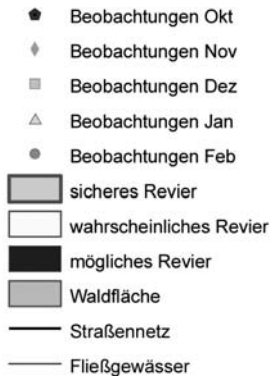 Beobachtungen Okt
Beobachtungen Nov
Beobachtungen Dez
Beobachtungen Jan
Beobachtungen Feb
sicheres Revier
wahrscheinliches Revier
mögliches Revier
Waldfläche
Straßennetz
Fließgewässer